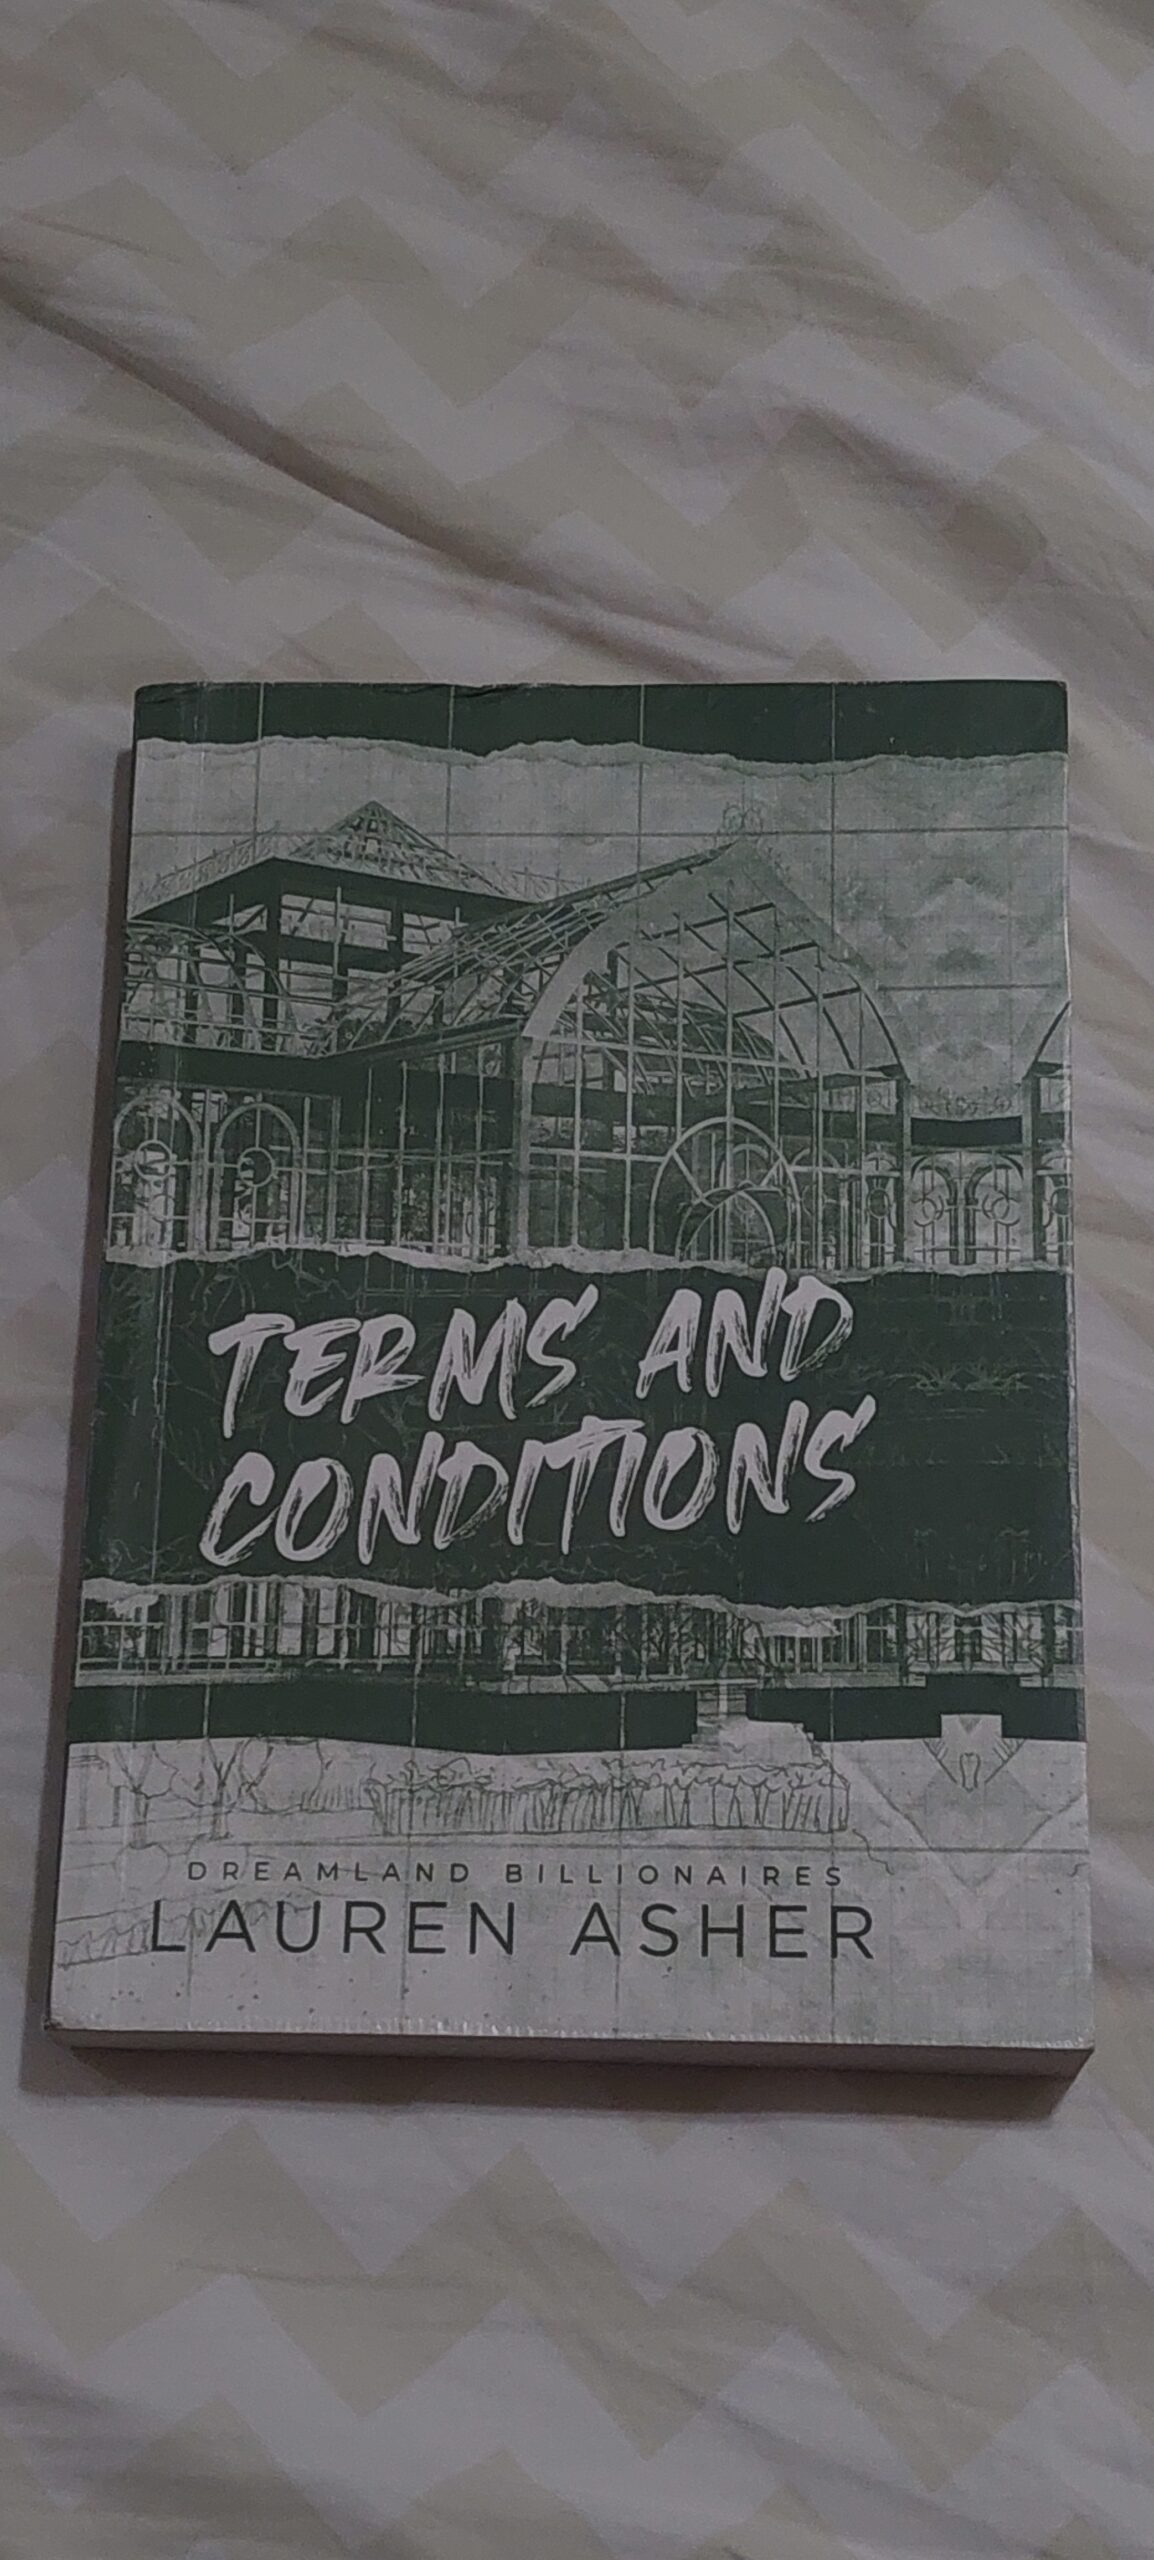 TERMS AND
CONDITIONS
DREAMLAND BILLIONAIRES
LAUREN ASHER